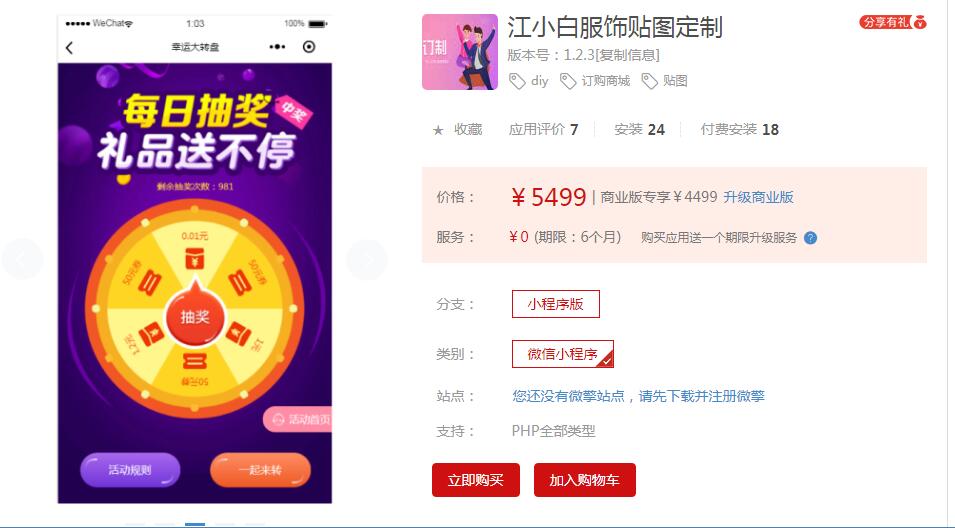 WeChat 1:03 100%
幸运大转盘
每日抽奖
中奖
礼品送不停
剩余抽奖次数：981
0.01元
50元券
50元券
抽奖
1.2元
1元
50元券
活动首页
活动规则
一起来转
订制
江小白服饰贴图定制
分享有礼
版本号：1.2.3[复制信息]
diy 订购商城 贴图
★ 收藏 应用评价 7 安装 24 付费安装 18
价格： ¥ 5499 | 商业版专享￥4499 升级商业版
服务： ¥ 0 (期限：6个月) 购买应用送一个期限升级服务 ?
分支： 小程序版
类别： 微信小程序
站点： 您还没有微擎站点，请先下载并注册微擎
支持： PHP全部类型
立即购买 加入购物车